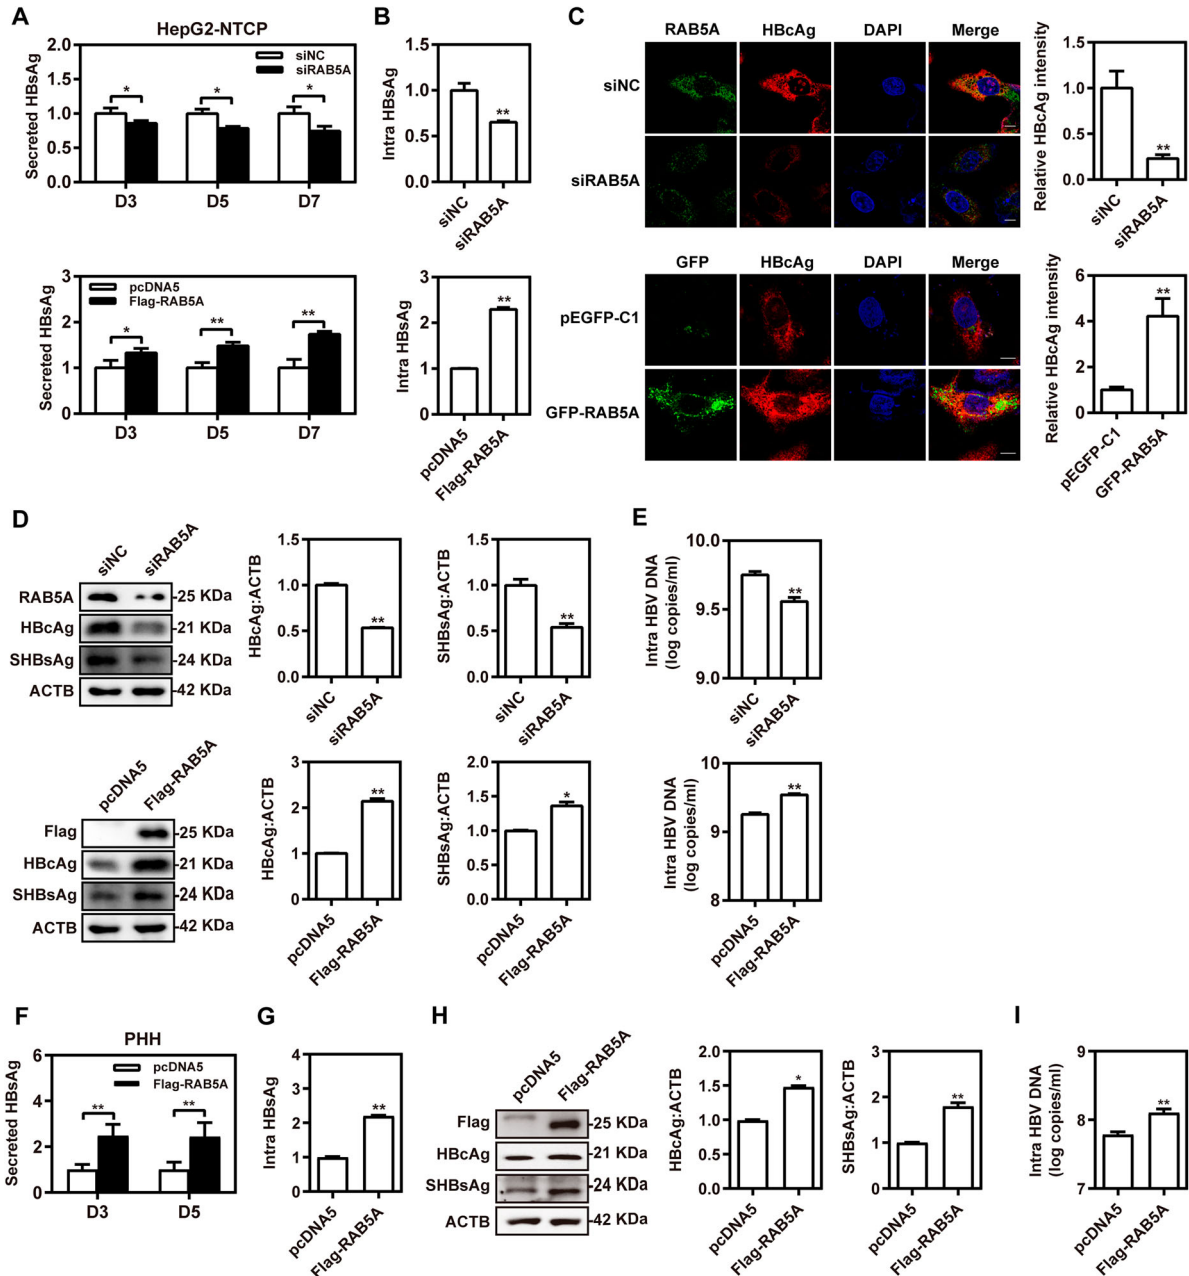 A
HepG2-NTCP
Secreted HBsAg
2.0
1.5
1.0
0.5
0.0
siNC
siRAB5A
*
*
*
D3
D5
D7
Secreted HBsAg
3
2
1
0
pcDNA5
Flag-RAB5A
*
**
**
D3
D5
D7
B
Intra HBsAg
1.5
1.0
0.5
0.0
**
siNC
siRAB5A
Intra HBsAg
3
2
1
0
**
pcDNA5
Flag-RAB5A
C
RAB5A
HBcAg
DAPI
Merge
siNC
siRAB5A
Relative HBcAg intensity
1.5
1.0
0.5
0.0
**
siNC
siRAB5A
GFP
HBcAg
DAPI
Merge
pEGFP-C1
GFP-RAB5A
Relative HBcAg intensity
6
4
2
0
**
pEGFP-C1
GFP-RAB5A
D
siNC
siRAB5A
RAB5A
-25 KDa
HBcAg
-21 KDa
SHBsAg
-24 KDa
ACTB
-42 KDa
HBcAg:ACTB
1.5
1.0
0.5
0.0
**
siNC
siRAB5A
SHBsAg:ACTB
1.5
1.0
0.5
0.0
**
siNC
siRAB5A
pcDNA5
Flag-RAB5A
Flag
-25 KDa
HBcAg
-21 KDa
SHBsAg
-24 KDa
ACTB
-42 KDa
HBcAg:ACTB
3
2
1
0
**
pcDNA5
Flag-RAB5A
SHBsAg:ACTB
2.0
1.5
1.0
0.5
0.0
*
pcDNA5
Flag-RAB5A
E
Intra HBV DNA
(log copies/ml)
10.0
9.5
9.0
**
siNC
siRAB5A
Intra HBV DNA
(log copies/ml)
10
9
8
**
pcDNA5
Flag-RAB5A
F
PHH
Secreted HBsAg
6
4
2
0
pcDNA5
Flag-RAB5A
**
**
D3
D5
G
Intra HBsAg
4
3
2
1
0
**
pcDNA5
Flag-RAB5A
H
pcDNA5
Flag-RAB5A
Flag
-25 KDa
HBcAg
-21 KDa
SHBsAg
-24 KDa
ACTB
-42 KDa
HBcAg:ACTB
2.0
1.5
1.0
0.5
0.0
*
pcDNA5
Flag-RAB5A
SHBsAg:ACTB
3
2
1
0
**
pcDNA5
Flag-RAB5A
I
Intra HBV DNA
(log copies/ml)
9
8
7
**
pcDNA5
Flag-RAB5A